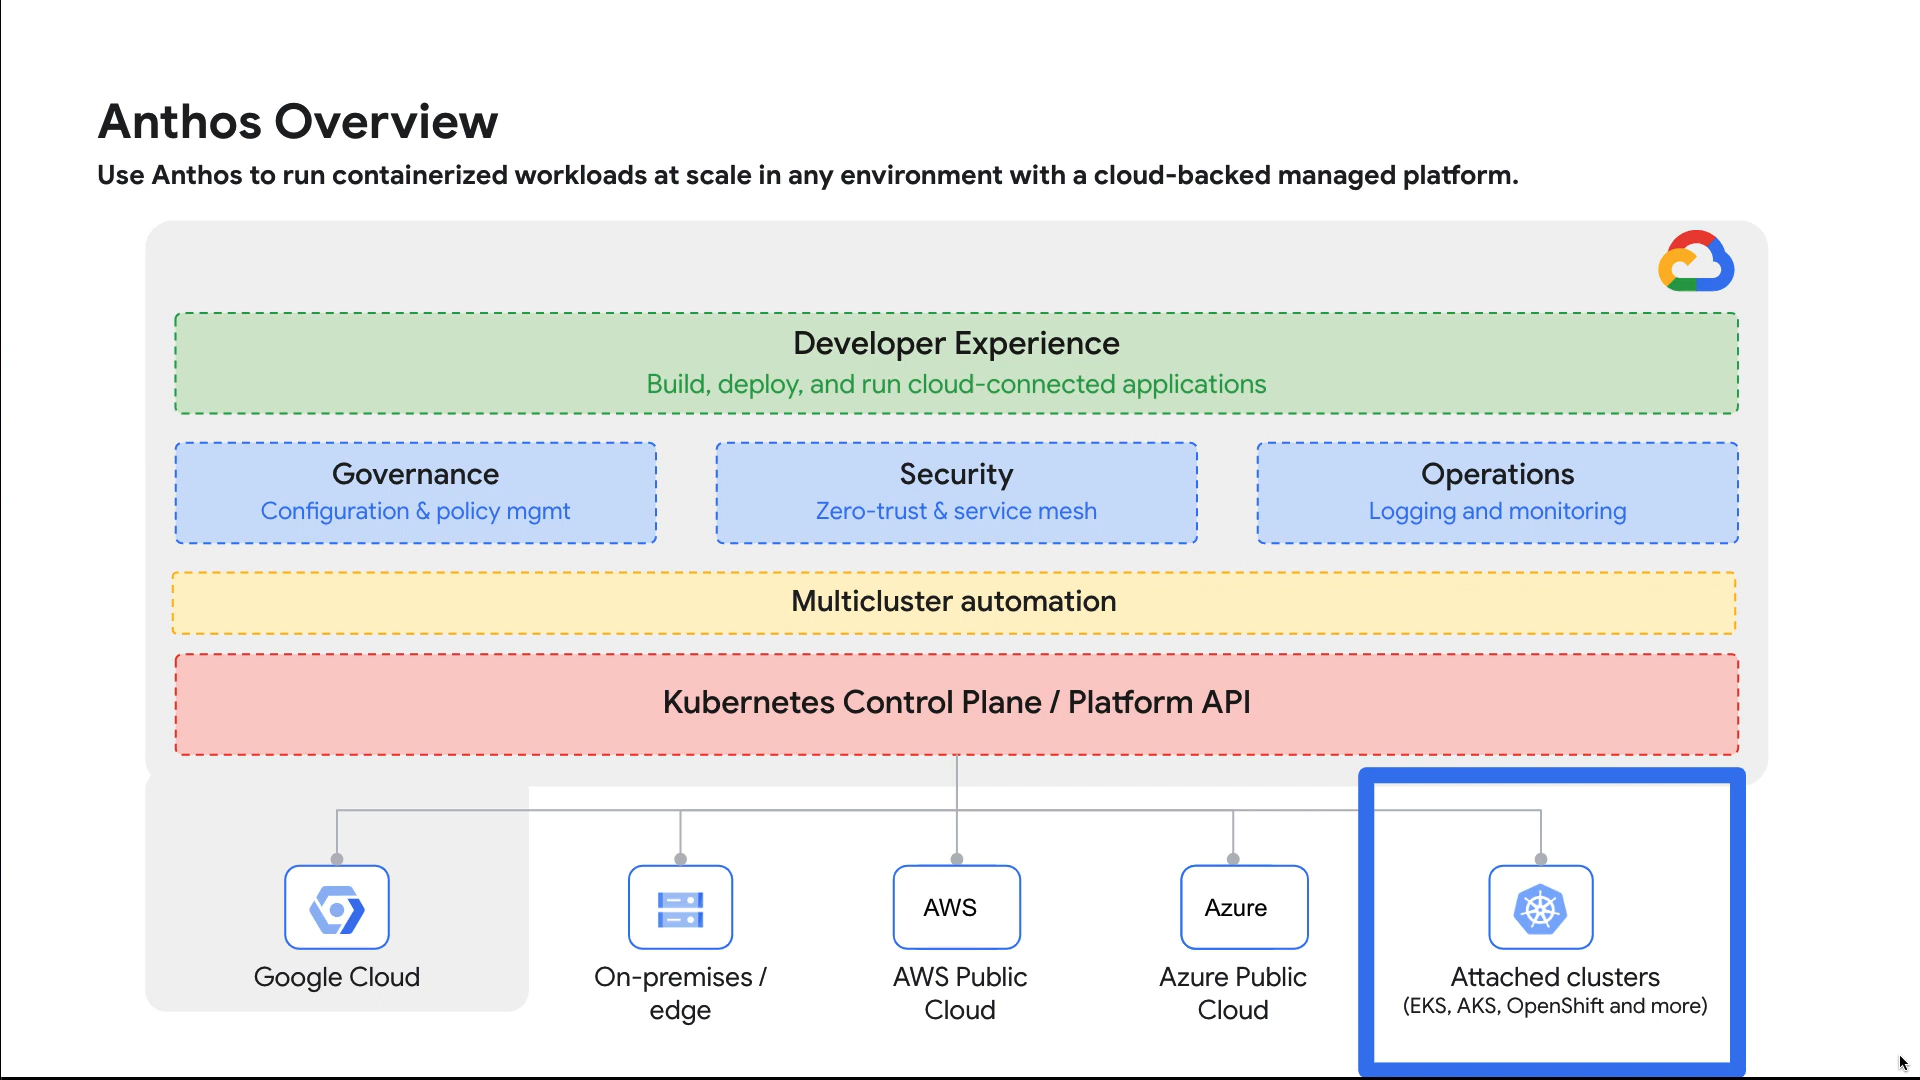 Anthos Overview
Use Anthos to run containerized workloads at scale in any environment with a cloud-backed managed platform.
Developer Experience
Build, deploy, and run cloud-connected applications
Governance
Configuration & policy mgmt
Security
Zero-trust & service mesh
Operations
Logging and monitoring
Multicluster automation
Kubernetes Control Plane / Platform API
Google Cloud
On-premises /
edge
AWS
AWS Public
Cloud
Azure
Azure Public
Cloud
Attached clusters
(EKS, AKS, OpenShift and more)